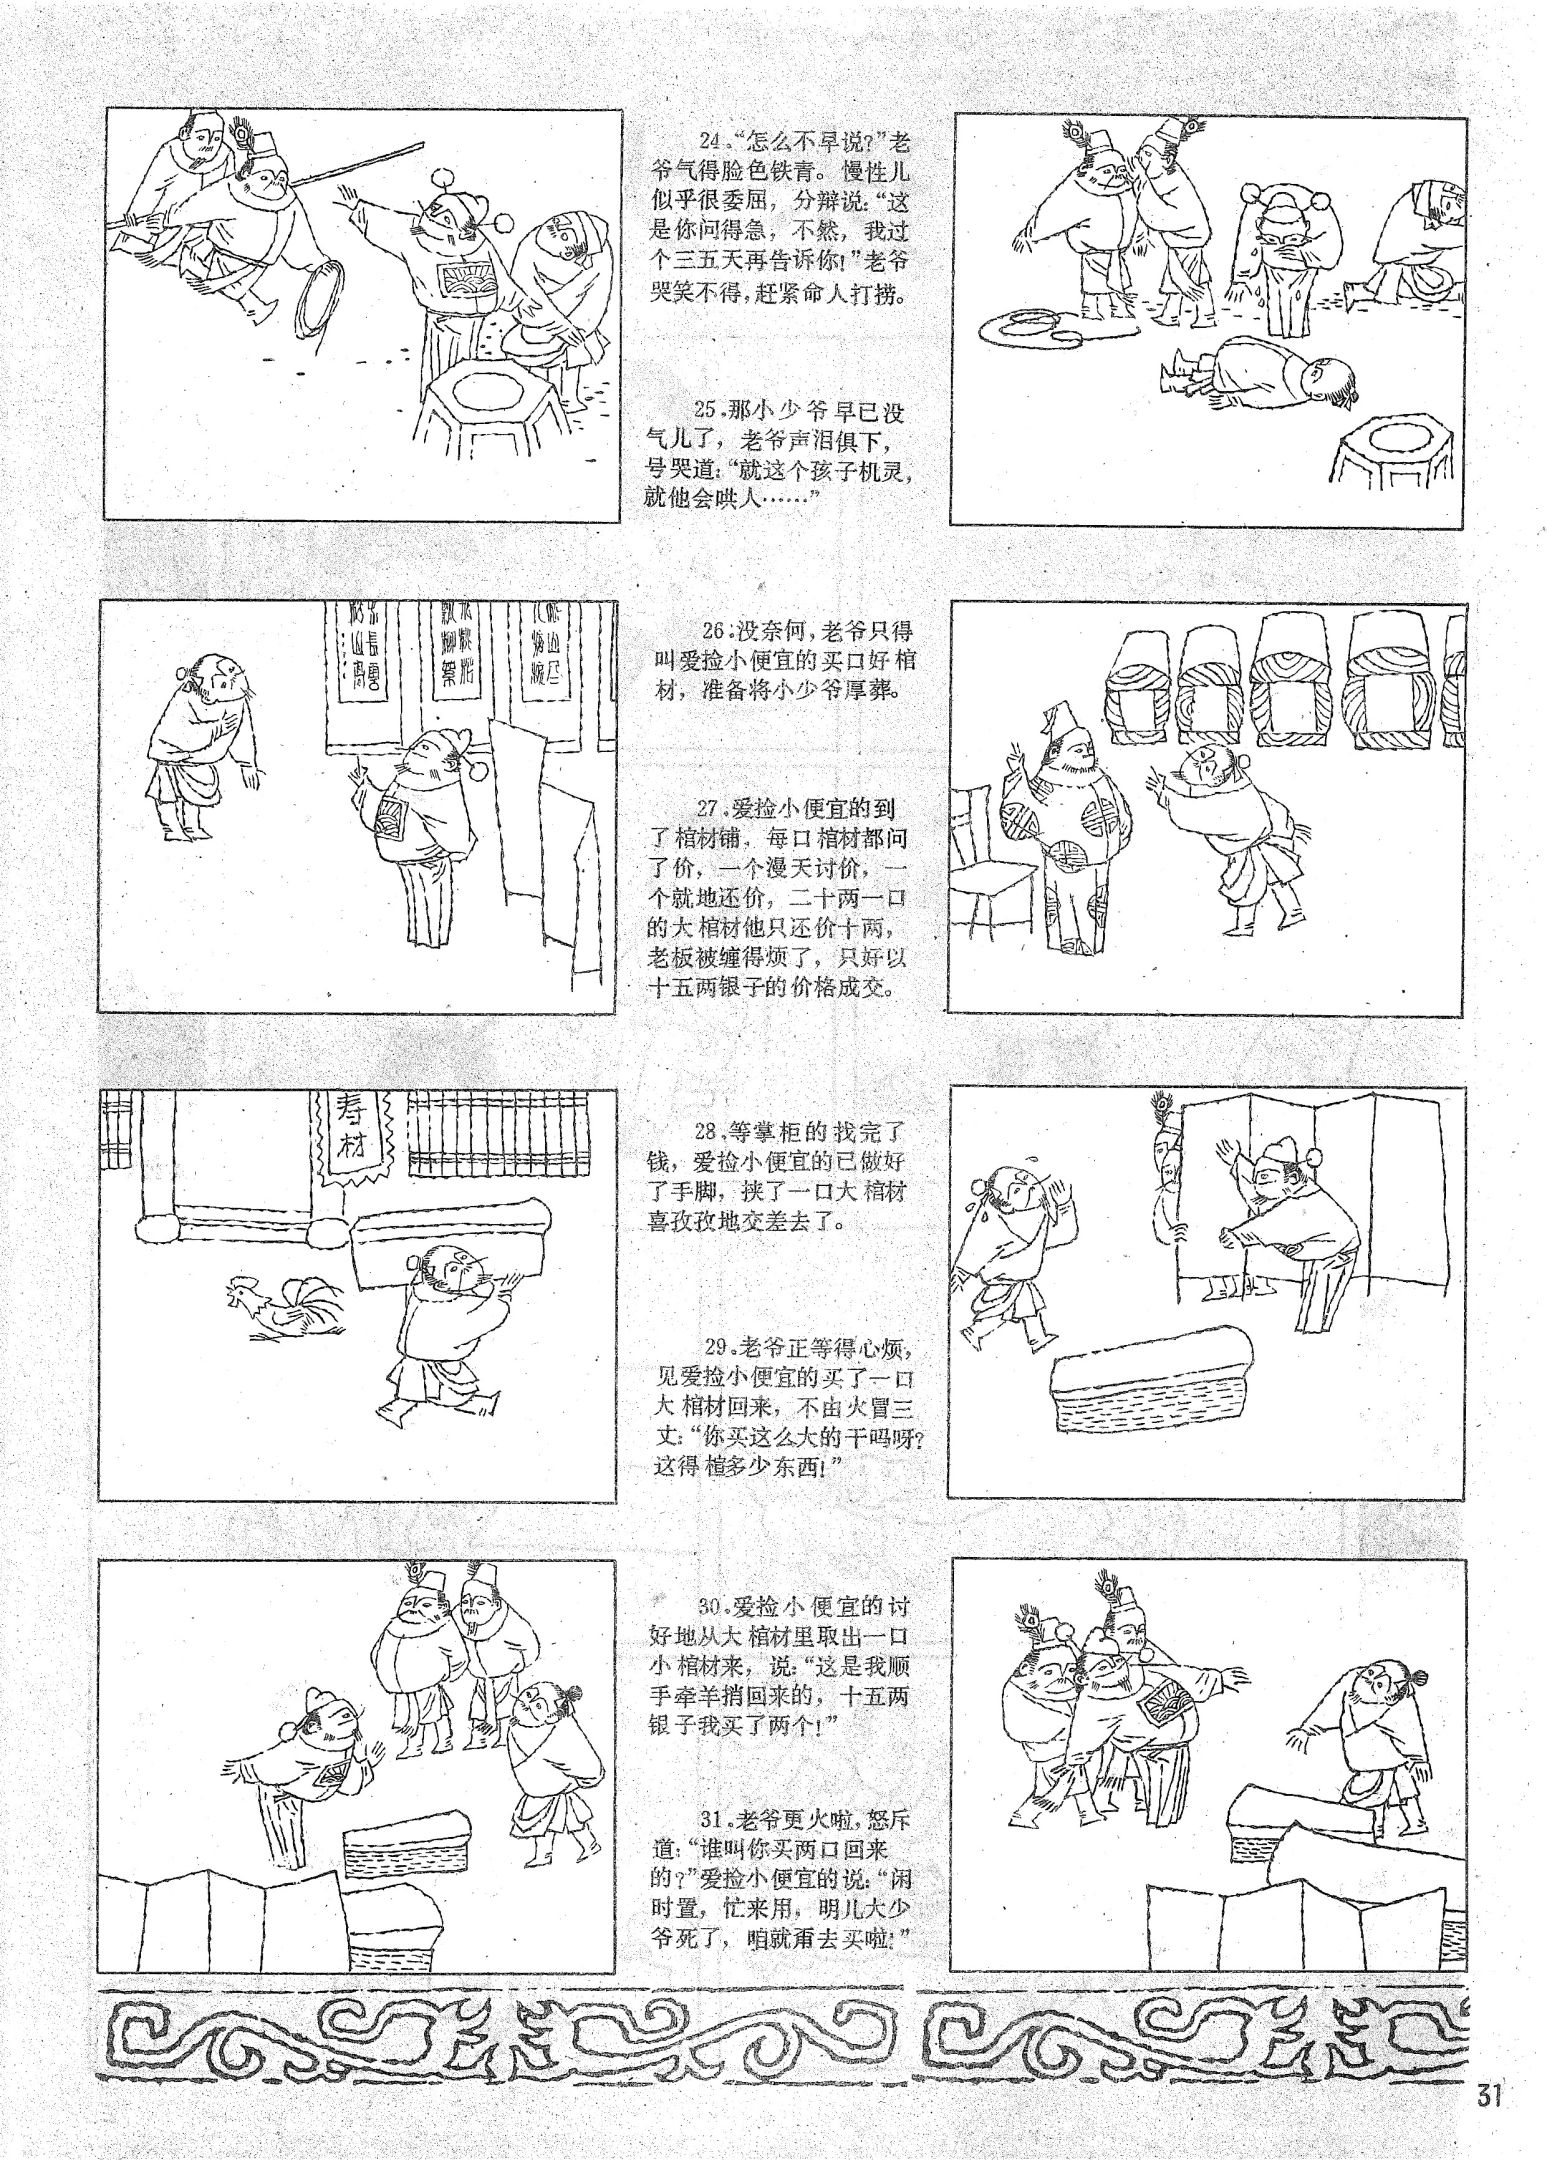 24.“怎么不早说?”老
爷气得脸色铁青。慢性儿
似乎很委屈，分辩说:“这
是你问得急，不然，我过
个三五天再告诉你!”老爷
哭笑不得,赶紧命人打捞。
25.那小少爷早已没
气儿了，老爷声泪俱下，
号哭道:“就这个孩子机灵，
就他会哄人……”
26.没奈何，老爷只得
叫爱捡小便宜的买口好棺
材，准备将小少爷厚葬。
27.爱捡小便宜的到
了棺材铺，每口棺材都问
了价，一个漫天讨价，一
个就地还价，二十两一口
的大棺材他只还价十两，
老板被缠得烦了，只好以
十五两银子的价格成交。
寿材
28.等掌柜的找完了
钱，爱捡小便宜的已做好
了手脚，挟了一口大棺材
喜孜孜地交差去了。
29.老爷正等得心烦，
见爱捡小便宜的买了一口
大棺材回来，不由火冒三
丈:“你买这么大的干吗呀?
这得楦多少东西!”
30.爱捡小便宜的讨
好地从大棺材里取出一口
小棺材来，说:“这是我顺
手牵羊捎回来的，十五两
银子我买了两个!”
31.老爷更火啦，怒斥
道:“谁叫你买两口回来
的?”爱捡小便宜的说:“闲
时置，忙来用，明儿大少
爷死了，咱就甭去买啦!”
31